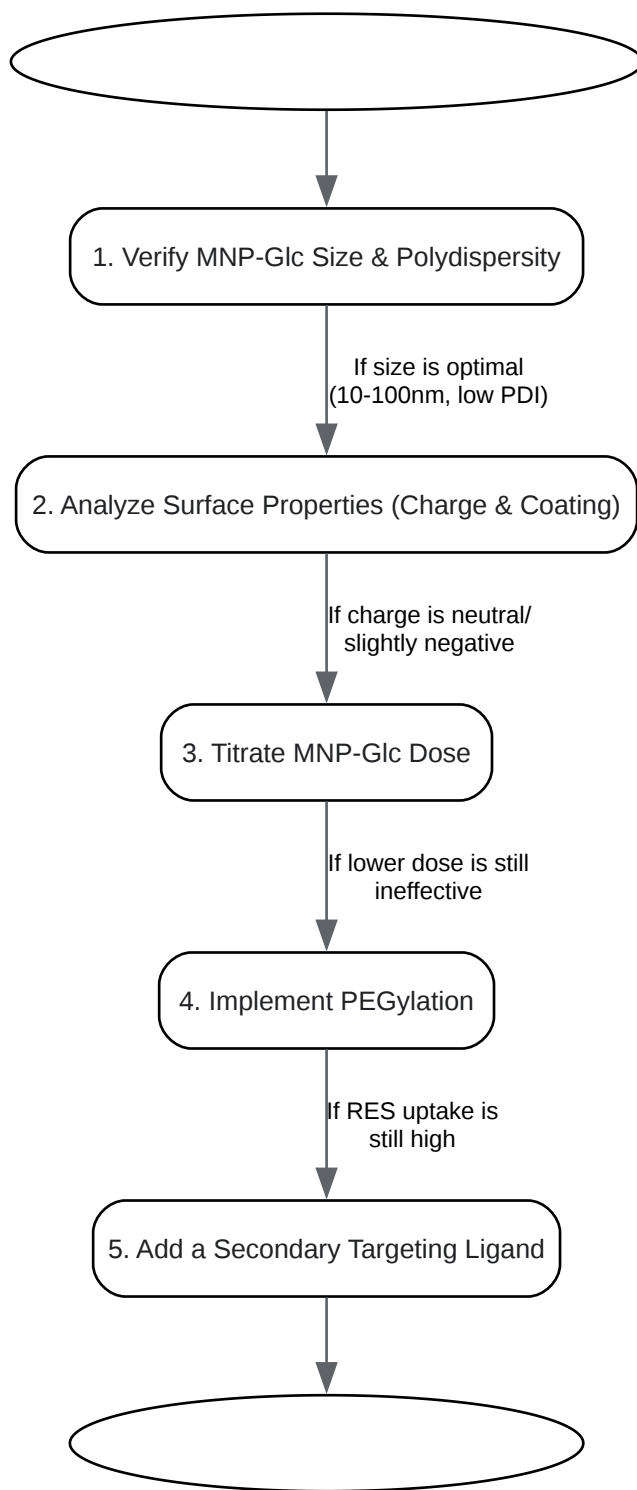 1. Verify MNP-Glc Size & Polydispersity
If size is optimal
(10-100nm, low PDI)
2. Analyze Surface Properties (Charge & Coating)
If charge is neutral/
slightly negative
3. Titrate MNP-Glc Dose
If lower dose is still
ineffective
4. Implement PEGylation
If RES uptake is
still high
5. Add a Secondary Targeting Ligand